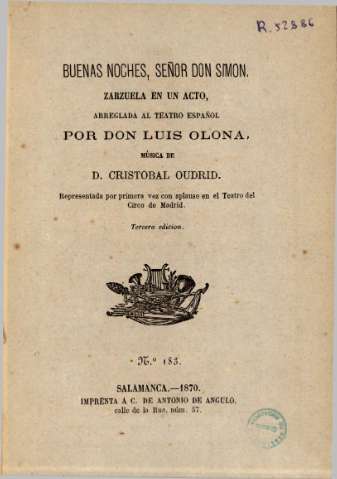 R. 52886
BUENAS NOCHES, SEÑOR DON SIMON.
ZARZUELA EN UN ACTO,
ARREGLADA AL TEATRO ESPAÑOL
POR DON LUIS OLONA,
MÚSICA DE
D. CRISTOBAL OUDRID.
Representada por primera vez con aplauso en el Teatro del
Circo de Madrid.
Tercera edicion.
N.º 183.
SALAMANCA.—1870.
IMPRENTA Á C. DE ANTONIO DE ANGULO.
calle de la Rua, núm. 57.